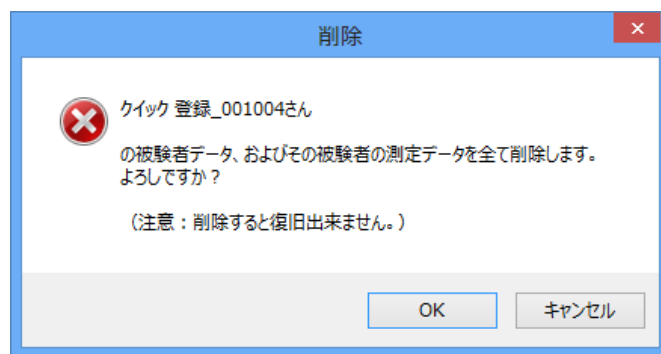 削除
クイック 登録_001004さん
の被験者データ、およびその被験者の測定データを全て削除します。
よろしですか？
（注意：削除すると復旧出来ません。）
OK
キャンセル